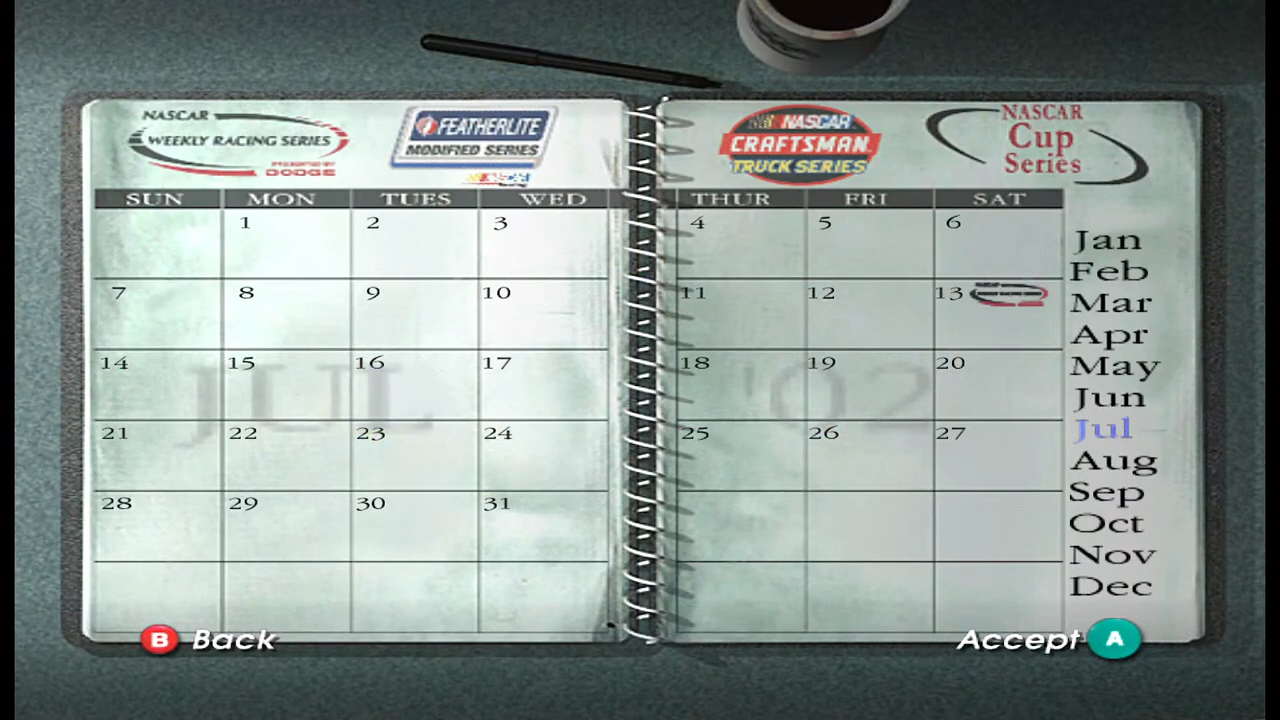 NASCAR
WEEKLY RACING SERIES
PRESENTED BY
DODGE
FEATHERLITE
MODIFIED SERIES
NASCAR
NASCAR
CRAFTSMAN
TRUCK SERIES
NASCAR
Cup
Series
SUN MON TUES WED THUR FRI SAT
1 2 3 4 5 6
7 8 9 10 11 12 13
14 15 16 17 18 19 20
21 22 23 24 25 26 27
28 29 30 31
JUL '02
Jan
Feb
Mar
Apr
May
Jun
Jul
Aug
Sep
Oct
Nov
Dec
B Back
Accept A